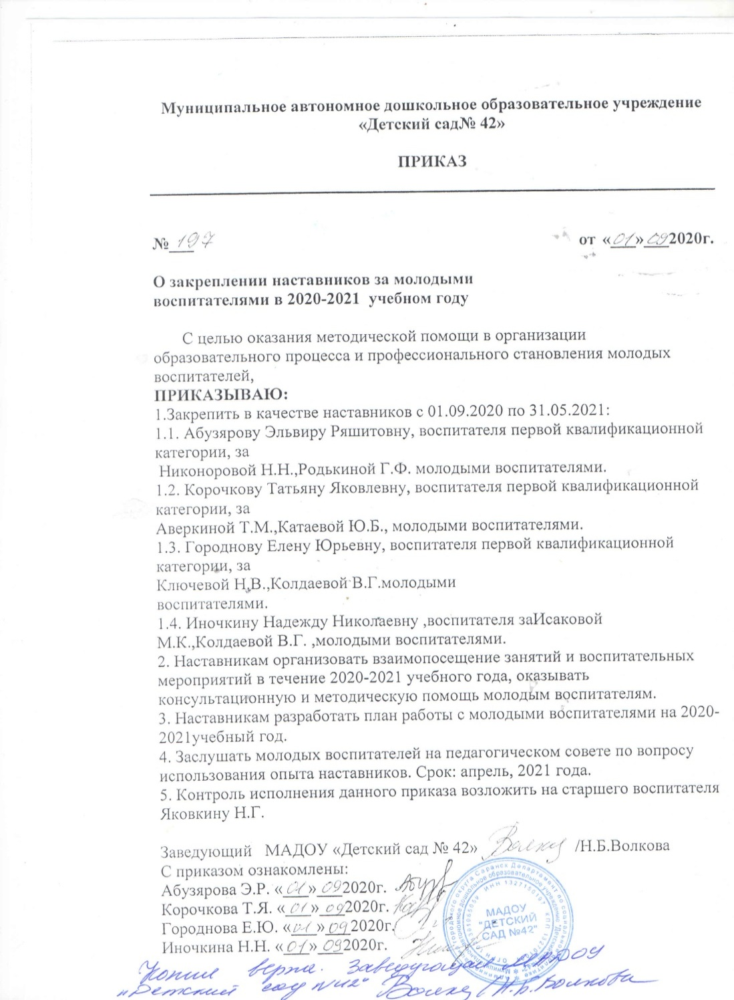 Муниципальное автономное дошкольное образовательное учреждение
«Детский сад№ 42»
ПРИКАЗ
№ 197 от «01» 09 2020г.
О закреплении наставников за молодыми
воспитателями в 2020-2021 учебном году
С целью оказания методической помощи в организации
образовательного процесса и профессионального становления молодых
воспитателей,
ПРИКАЗЫВАЮ:
1.Закрепить в качестве наставников с 01.09.2020 по 31.05.2021:
1.1. Абузярову Эльвиру Ряшитовну, воспитателя первой квалификационной
категории, за
Никоноровой Н.Н.,Родькиной Г.Ф. молодыми воспитателями.
1.2. Корочкову Татьяну Яковлевну, воспитателя первой квалификационной
категории, за
Аверкиной Т.М.,Катаевой Ю.Б., молодыми воспитателями.
1.3. Городнову Елену Юрьевну, воспитателя первой квалификационной
категории, за
Ключевой Н.В.,Колдаевой В.Г.молодыми
воспитателями.
1.4. Иночкину Надежду Николаевну ,воспитателя заИсаковой
М.К.,Колдаевой В.Г. ,молодыми воспитателями.
2. Наставникам организовать взаимопосещение занятий и воспитательных
мероприятий в течение 2020-2021 учебного года, оказывать
консультационную и методическую помощь молодым воспитателям.
3. Наставникам разработать план работы с молодыми воспитателями на 2020-
2021учебный год.
4. Заслушать молодых воспитателей на педагогическом совете по вопросу
использования опыта наставников. Срок: апрель, 2021 года.
5. Контроль исполнения данного приказа возложить на старшего воспитателя
Яковкину Н.Г.
Заведующий МАДОУ «Детский сад № 42» /Н.Б.Волкова
С приказом ознакомлены:
Абузярова Э.Р. «01» 09 2020г.
Корочкова Т.Я. «01» 09 2020г.
Городнова Е.Ю. «01» 09 2020г.
Иночкина Н.Н. «01» 09 2020г.
МАДОУ
"ДЕТСКИЙ
САД №42"
Копия верна. Заведующая МАДОУ
"Детский сад №42" /Н.Б.Волкова